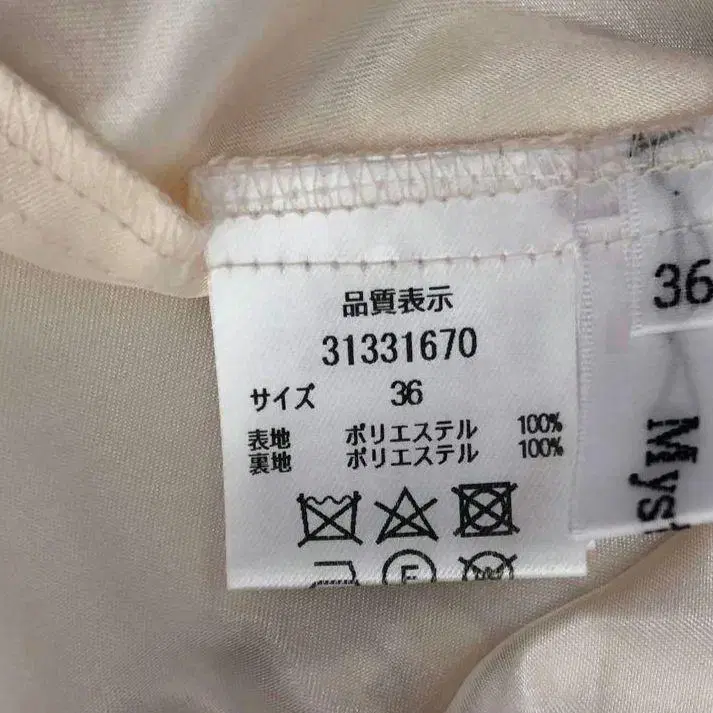 品質表示
31331670
サイズ 36
表地 ポリエステル 100%
裏地 ポリエステル 100%
36